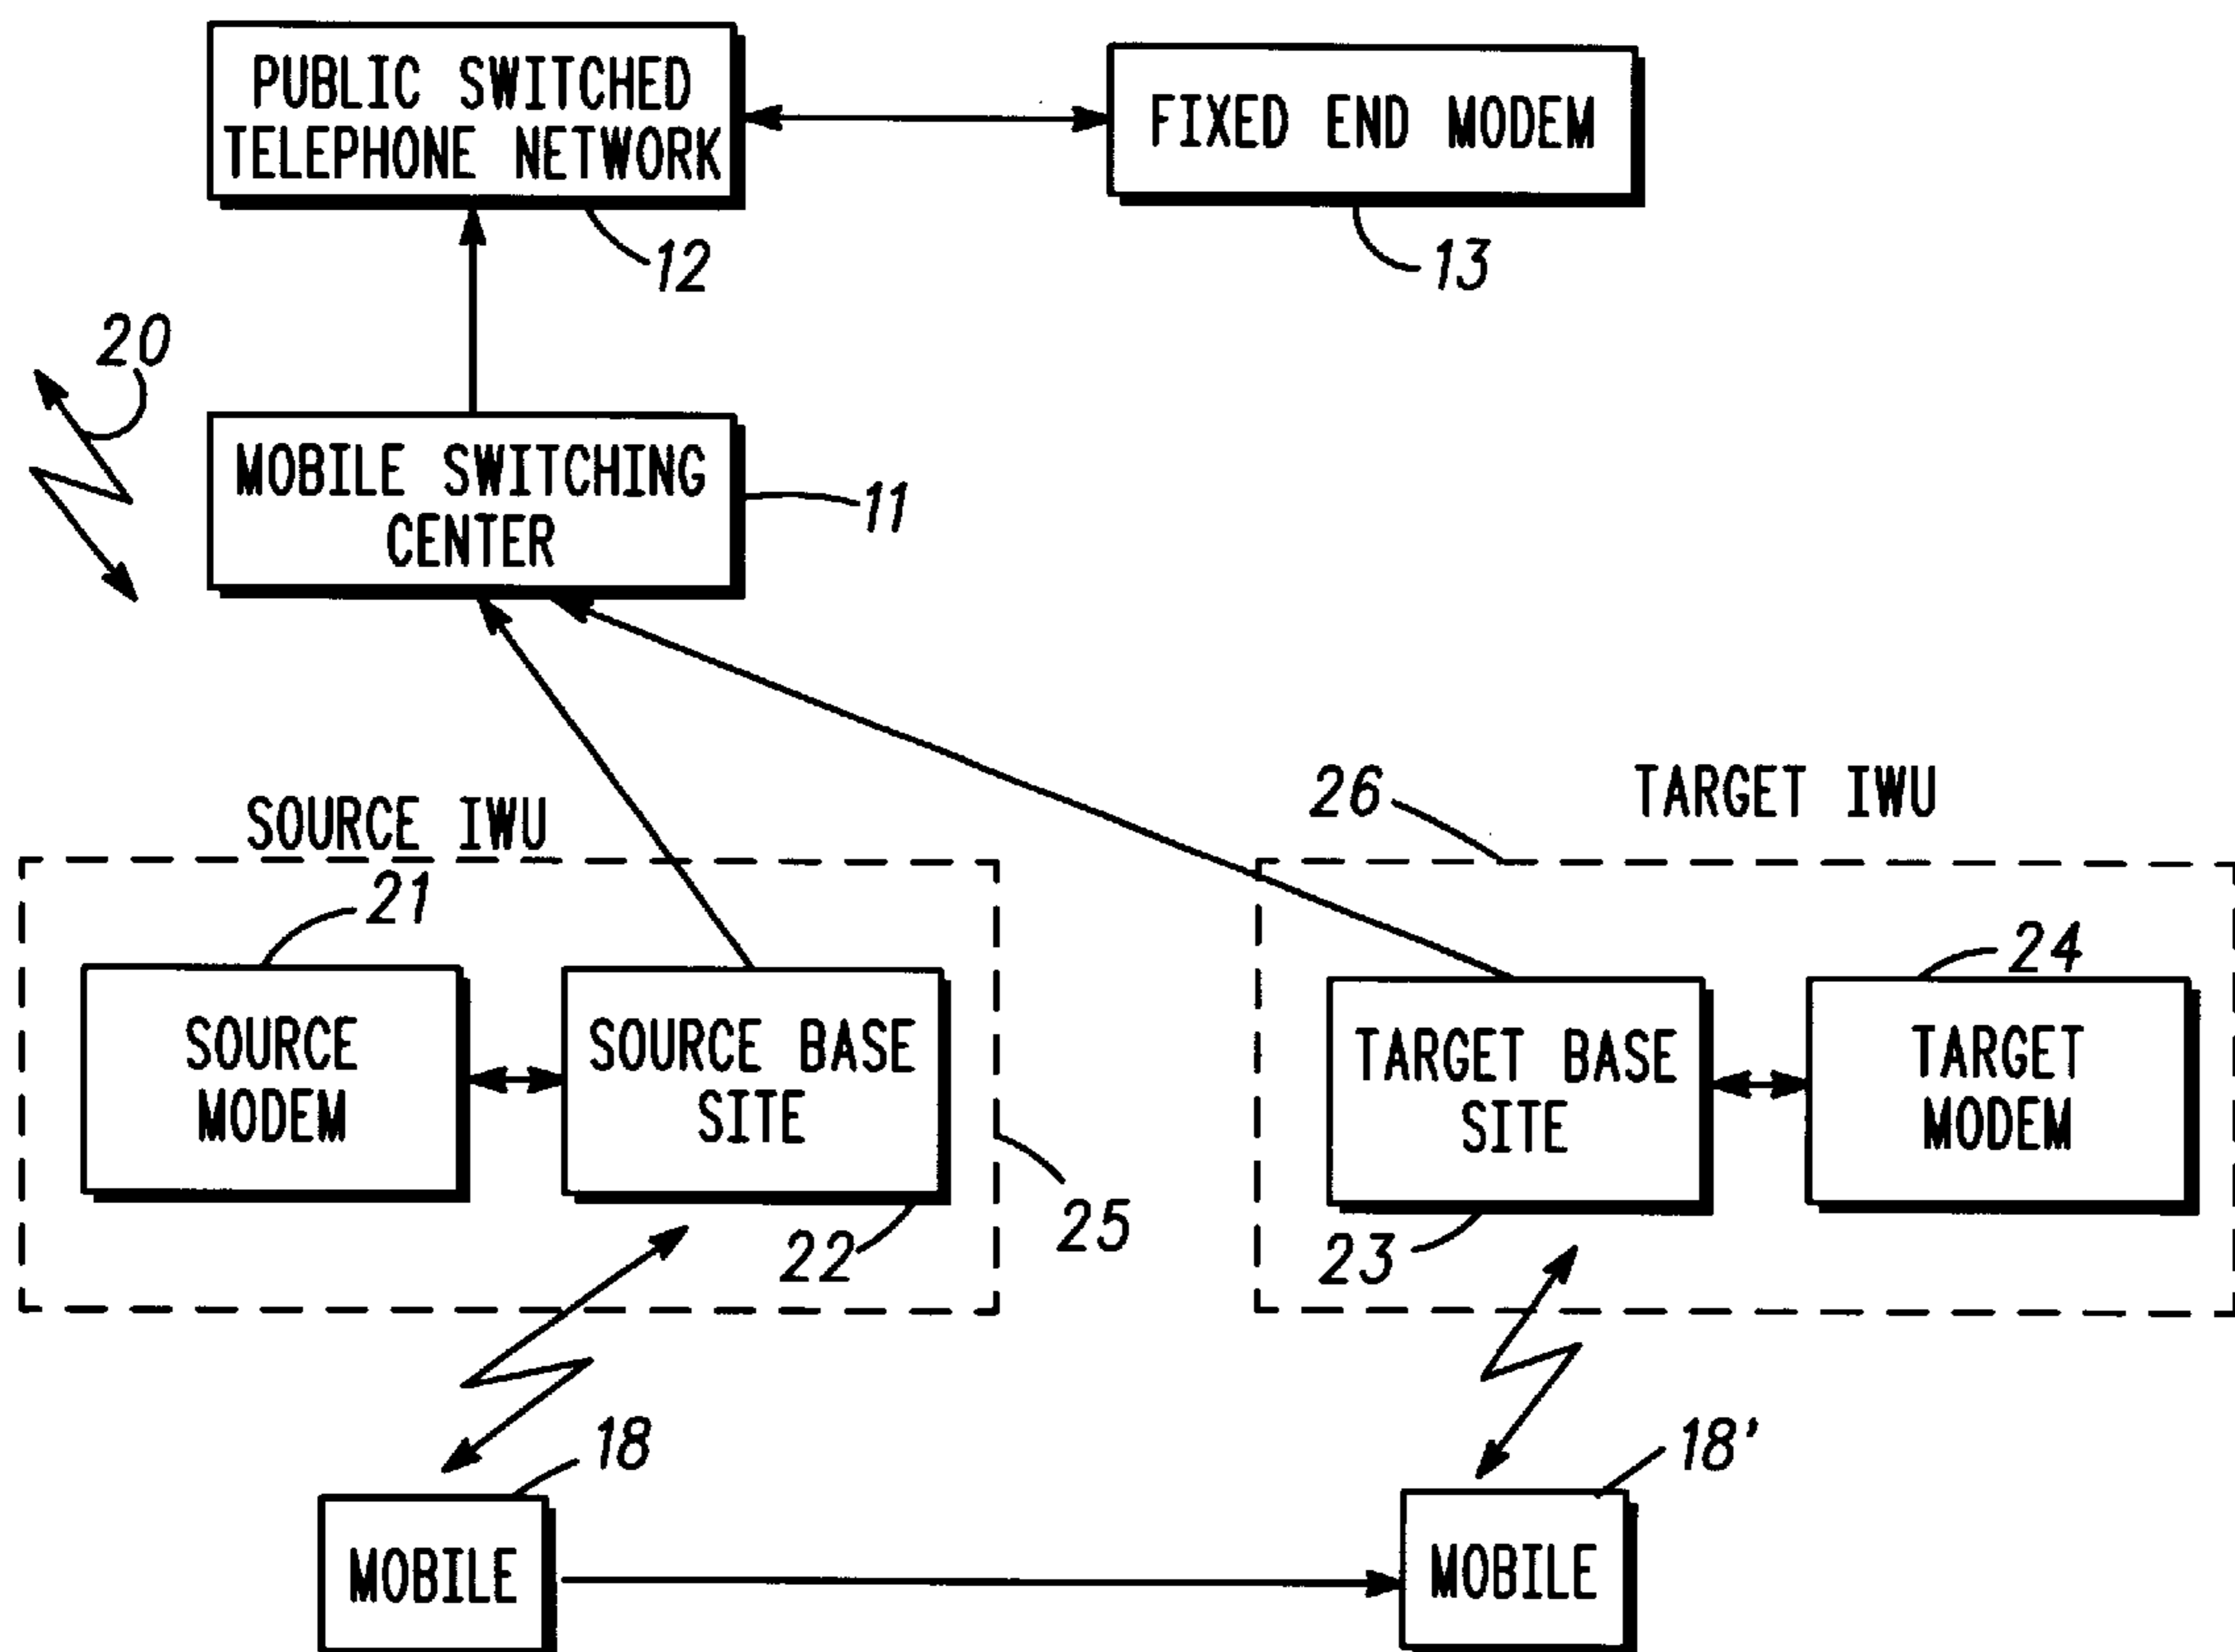 PUBLIC SWITCHED
TELEPHONE NETWORK
FIXED END MODEM
12
13
20
MOBILE SWITCHING
CENTER
11
SOURCE IWU
26
TARGET IWU
21
24
SOURCE
MODEM
SOURCE BASE
SITE
TARGET BASE
SITE
TARGET
MODEM
22
25
23
18
18'
MOBILE
MOBILE